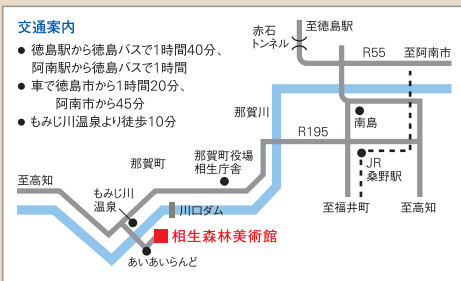 交通案内
● 徳島駅から徳島バスで1時間40分、
阿南駅から徳島バスで1時間
● 車で徳島市から1時間20分、
阿南市から45分
● もみじ川温泉より徒歩10分
赤石
トンネル
至徳島駅
R55
至阿南市
那賀川
南島
R195
JR
桑野駅
那賀町
那賀町役場
相生庁舎
至高知
もみじ川
温泉
川口ダム
至福井町
至高知
相生森林美術館
あいあいらんど